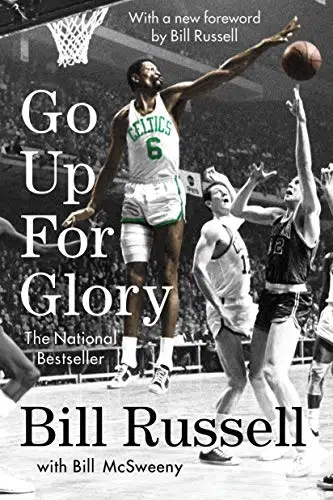 With a new foreword
by Bill Russell
Go
Up
For
Glory
CELTICS
6
12
The National
Bestseller
Bill Russell
with Bill McSweeny